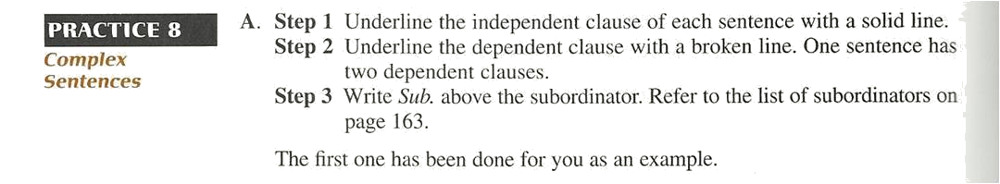 PRACTICE 8
Complex
Sentences
A. Step 1 Underline the independent clause of each sentence with a solid line.
Step 2 Underline the dependent clause with a broken line. One sentence has
two dependent clauses.
Step 3 Write Sub. above the subordinator. Refer to the list of subordinators on
page 163.
The first one has been done for you as an example.